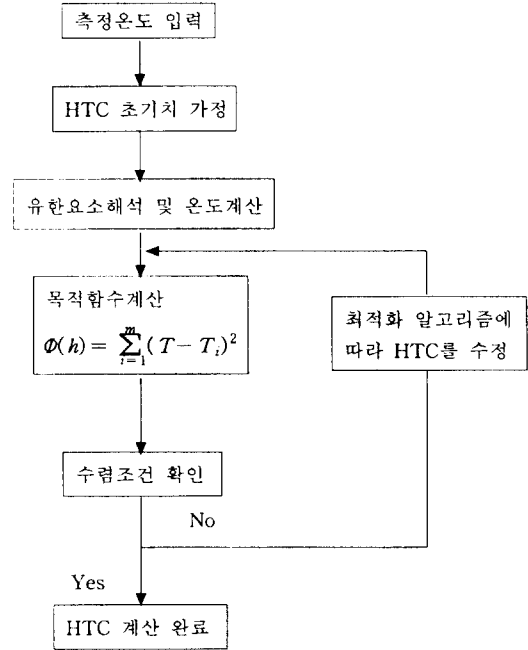 측정온도 입력
HTC 초기치 가정
유한요소해석 및 온도계산
목적함수계산
Φ(h) = \sum_{i=1}^{m}(T − T_i)^2
최적화 알고리즘에
따라 HTC를 수정
수렴조건 확인
No
Yes
HTC 계산 완료